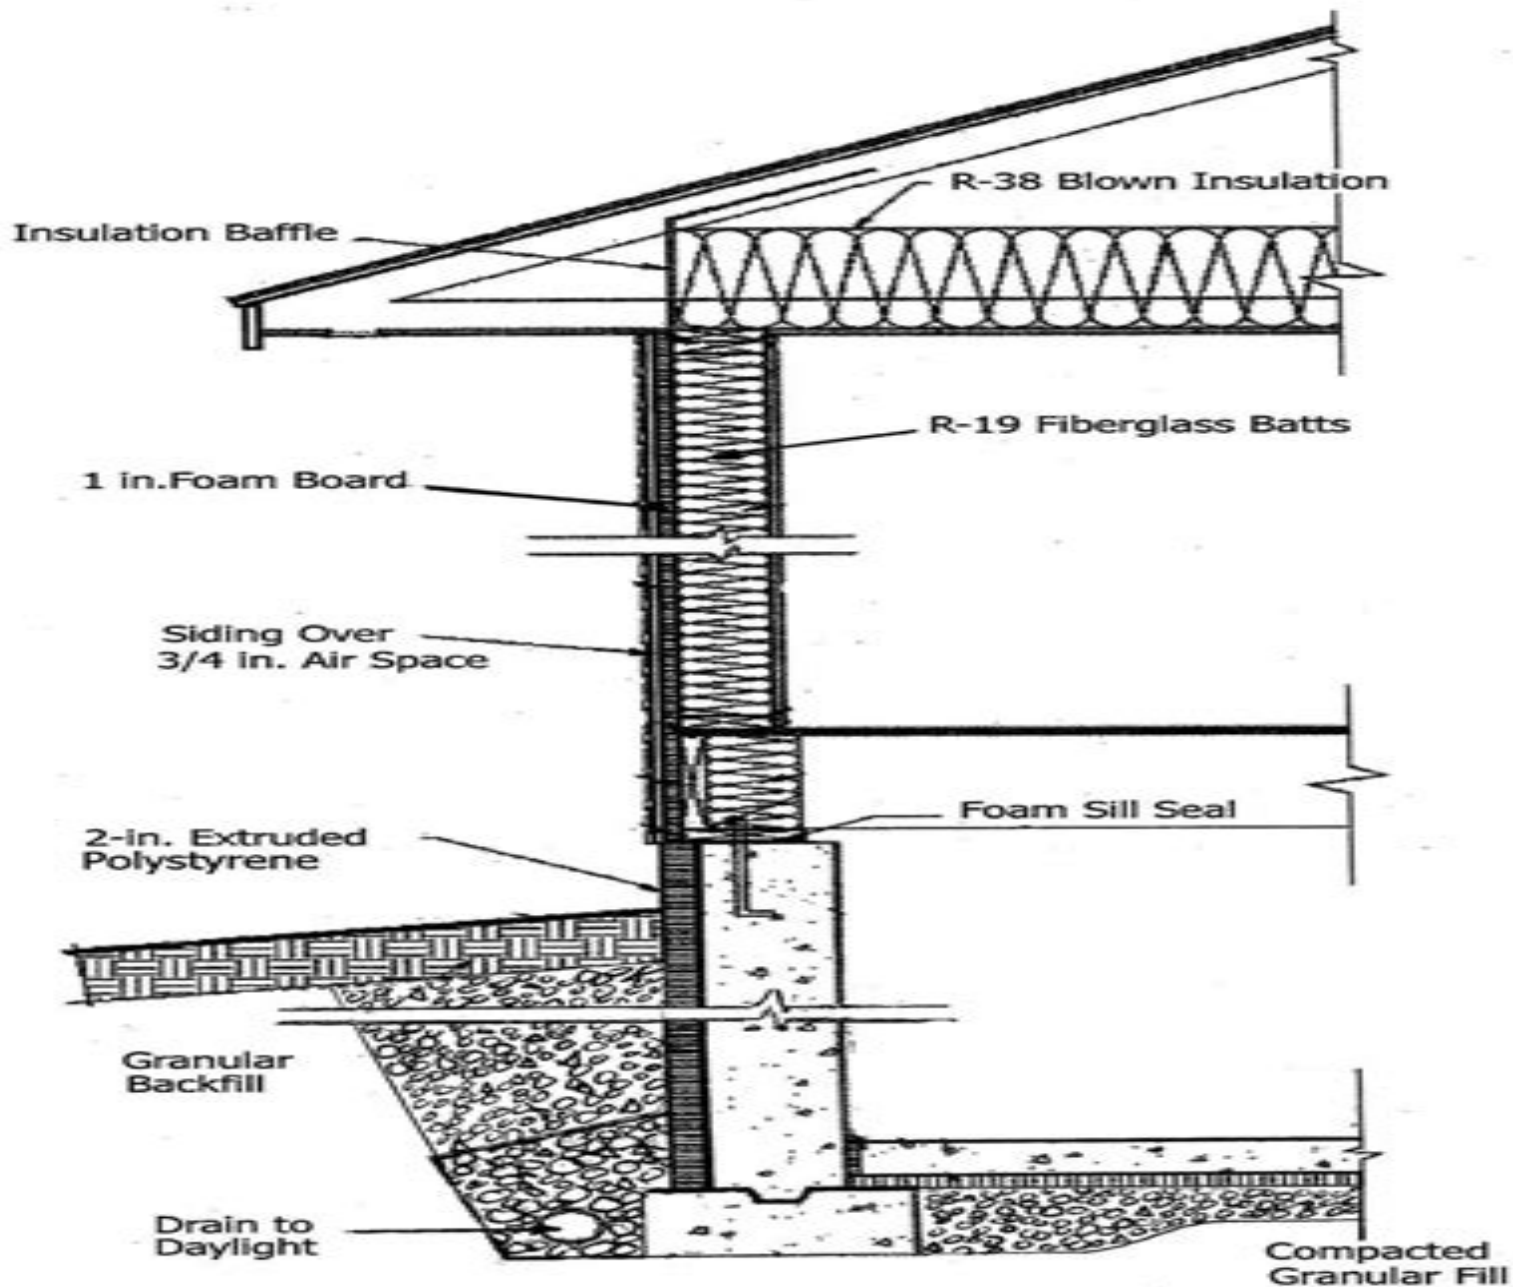 R-38 Blown Insulation
Insulation Baffle
R-19 Fiberglass Batts
1 in.Foam Board
Siding Over
3/4 in. Air Space
Foam Sill Seal
2-in. Extruded
Polystyrene
Granular
Backfill
Drain to
Daylight
Compacted
Granular Fill